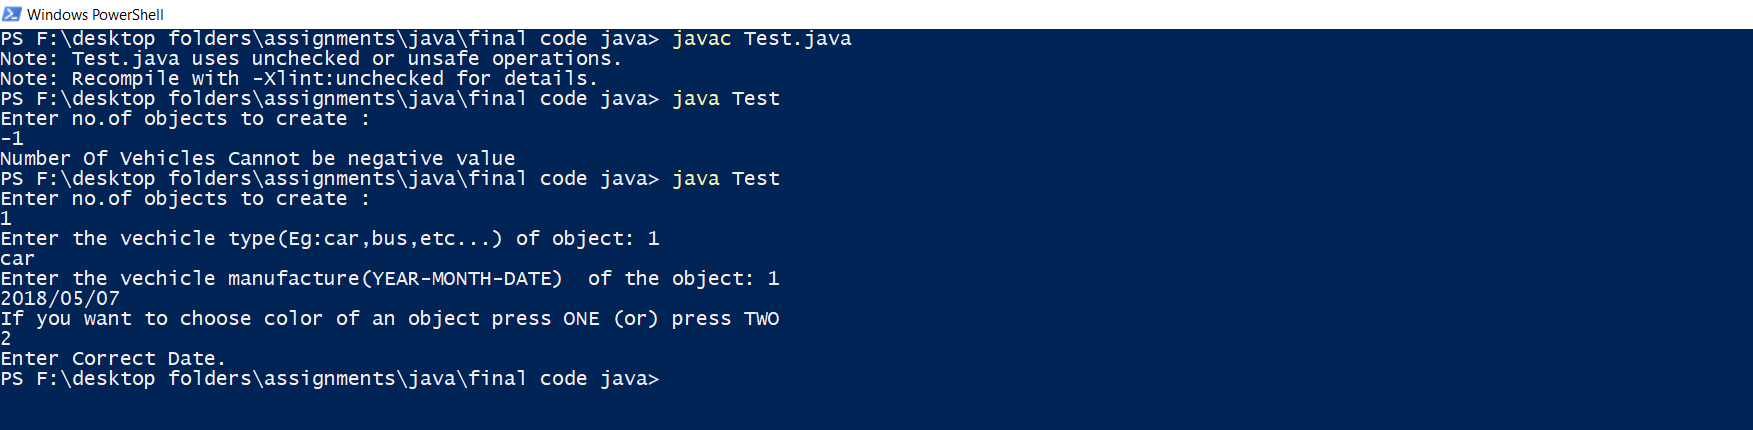 Windows PowerShell
PS F:\desktop folders\assignments\java\final code java> javac Test.java
Note: Test.java uses unchecked or unsafe operations.
Note: Recompile with -Xlint:unchecked for details.
PS F:\desktop folders\assignments\java\final code java> java Test
Enter no.of objects to create :
-1
Number Of Vehicles Cannot be negative value
PS F:\desktop folders\assignments\java\final code java> java Test
Enter no.of objects to create :
1
Enter the vechicle type(Eg:car,bus,etc...) of object: 1
car
Enter the vechicle manufacture(YEAR-MONTH-DATE)  of the object: 1
2018/05/07
If you want to choose color of an object press ONE (or) press TWO
2
Enter Correct Date.
PS F:\desktop folders\assignments\java\final code java>